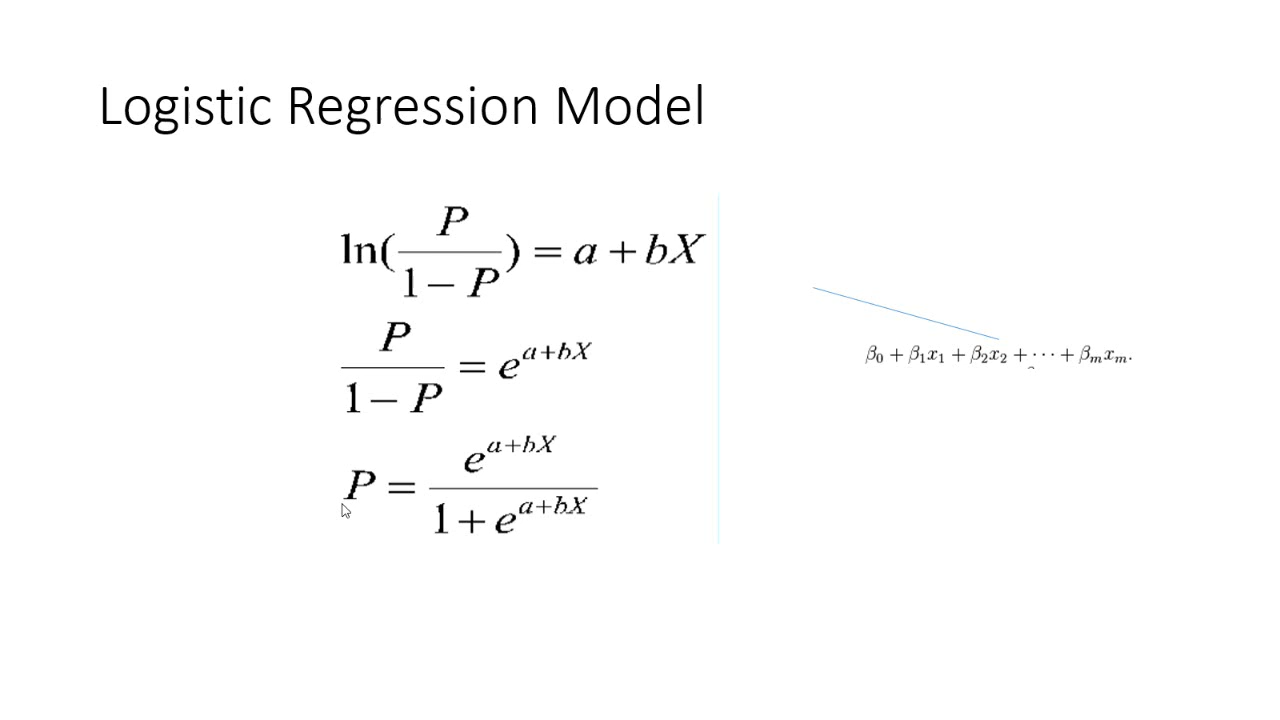 Logistic Regression Model
ln(P/(1 − P)) = a + bX
P/(1 − P) = e^(a+bX)
P = e^(a+bX)/(1 + e^(a+bX))
β₀ + β₁x₁ + β₂x₂ + ··· + βₘxₘ.